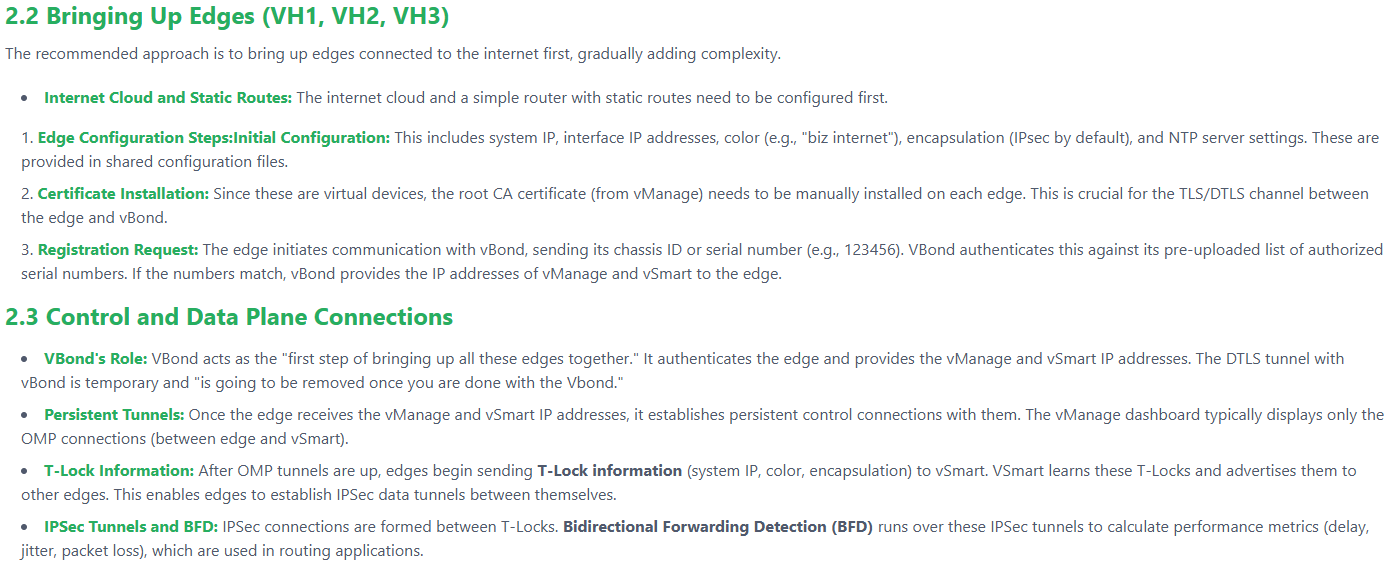 2.2 Bringing Up Edges (VH1, VH2, VH3)
The recommended approach is to bring up edges connected to the internet first, gradually adding complexity.
• Internet Cloud and Static Routes: The internet cloud and a simple router with static routes need to be configured first.
1. Edge Configuration Steps:Initial Configuration: This includes system IP, interface IP addresses, color (e.g., "biz internet"), encapsulation (IPsec by default), and NTP server settings. These are
provided in shared configuration files.
2. Certificate Installation: Since these are virtual devices, the root CA certificate (from vManage) needs to be manually installed on each edge. This is crucial for the TLS/DTLS channel between
the edge and vBond.
3. Registration Request: The edge initiates communication with vBond, sending its chassis ID or serial number (e.g., 123456). VBond authenticates this against its pre-uploaded list of authorized
serial numbers. If the numbers match, vBond provides the IP addresses of vManage and vSmart to the edge.
2.3 Control and Data Plane Connections
• VBond's Role: VBond acts as the "first step of bringing up all these edges together." It authenticates the edge and provides the vManage and vSmart IP addresses. The DTLS tunnel with
vBond is temporary and "is going to be removed once you are done with the Vbond."
• Persistent Tunnels: Once the edge receives the vManage and vSmart IP addresses, it establishes persistent control connections with them. The vManage dashboard typically displays only the
OMP connections (between edge and vSmart).
• T-Lock Information: After OMP tunnels are up, edges begin sending T-Lock information (system IP, color, encapsulation) to vSmart. VSmart learns these T-Locks and advertises them to
other edges. This enables edges to establish IPSec data tunnels between themselves.
• IPSec Tunnels and BFD: IPSec connections are formed between T-Locks. Bidirectional Forwarding Detection (BFD) runs over these IPSec tunnels to calculate performance metrics (delay,
jitter, packet loss), which are used in routing applications.